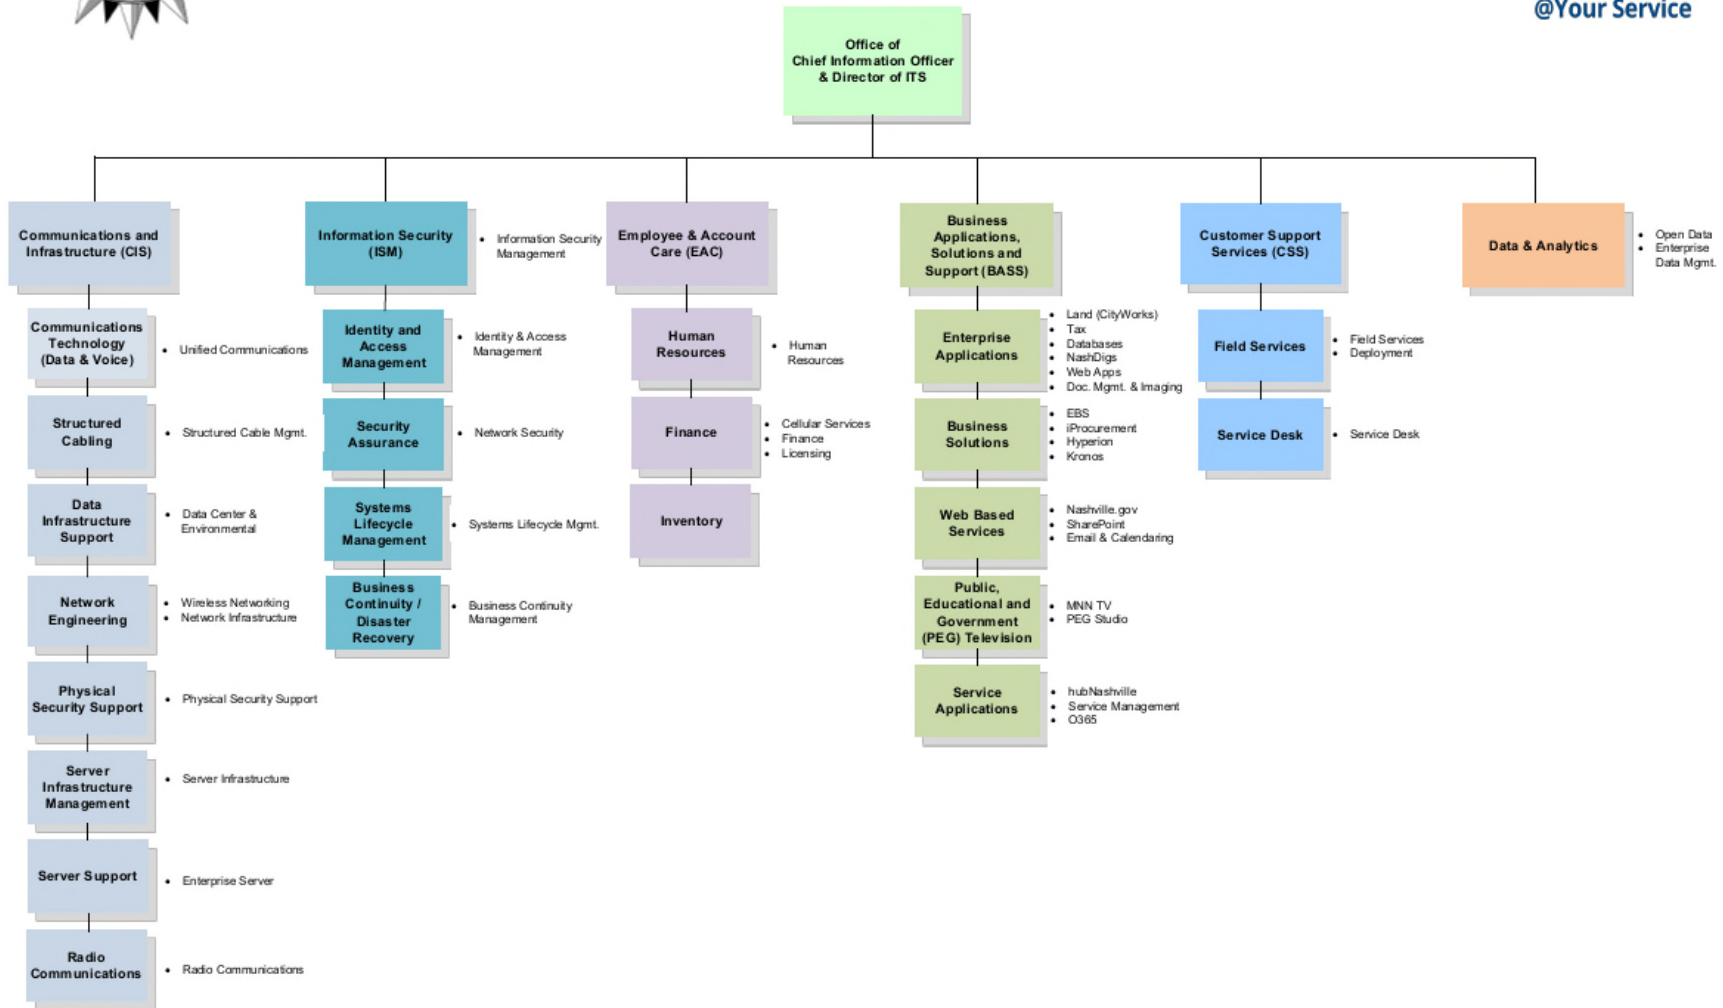 @Your Service
Office of
Chief Information Officer
& Director of ITS
Communications and
Infrastructure (CIS)
Communications
Technology
(Data & Voice)
• Unified Communications
Structured
Cabling
• Structured Cable Mgmt.
Data
Infrastructure
Support
• Data Center &
Environmental
Network
Engineering
• Wireless Networking
• Network Infrastructure
Physical
Security Support
• Physical Security Support
Server
Infrastructure
Management
• Server Infrastructure
Server Support
• Enterprise Server
Radio
Communications
• Radio Communications
Information Security
(ISM)
• Information Security
Management
Identity and
Access
Management
• Identity & Access
Management
Security
Assurance
• Network Security
Systems
Lifecycle
Management
• Systems Lifecycle Mgmt.
Business
Continuity /
Disaster
Recovery
• Business Continuity
Management
Employee & Account
Care (EAC)
Human
Resources
• Human
Resources
Finance
• Cellular Services
• Finance
• Licensing
Inventory
Business
Applications,
Solutions and
Support (BASS)
Enterprise
Applications
• Land (CityWorks)
• Tax
• Databases
• NashDigs
• Web Apps
• Doc. Mgmt. & Imaging
Business
Solutions
• EBS
• iProcurement
• Hyperion
• Kronos
Web Based
Services
• Nashville.gov
• SharePoint
• Email & Calendaring
Public,
Educational and
Government
(PEG) Television
• MNN TV
• PEG Studio
Service
Applications
• hubNashville
• Service Management
• O365
Customer Support
Services (CSS)
Field Services
• Field Services
• Deployment
Service Desk
• Service Desk
Data & Analytics
• Open Data
• Enterprise
Data Mgmt.